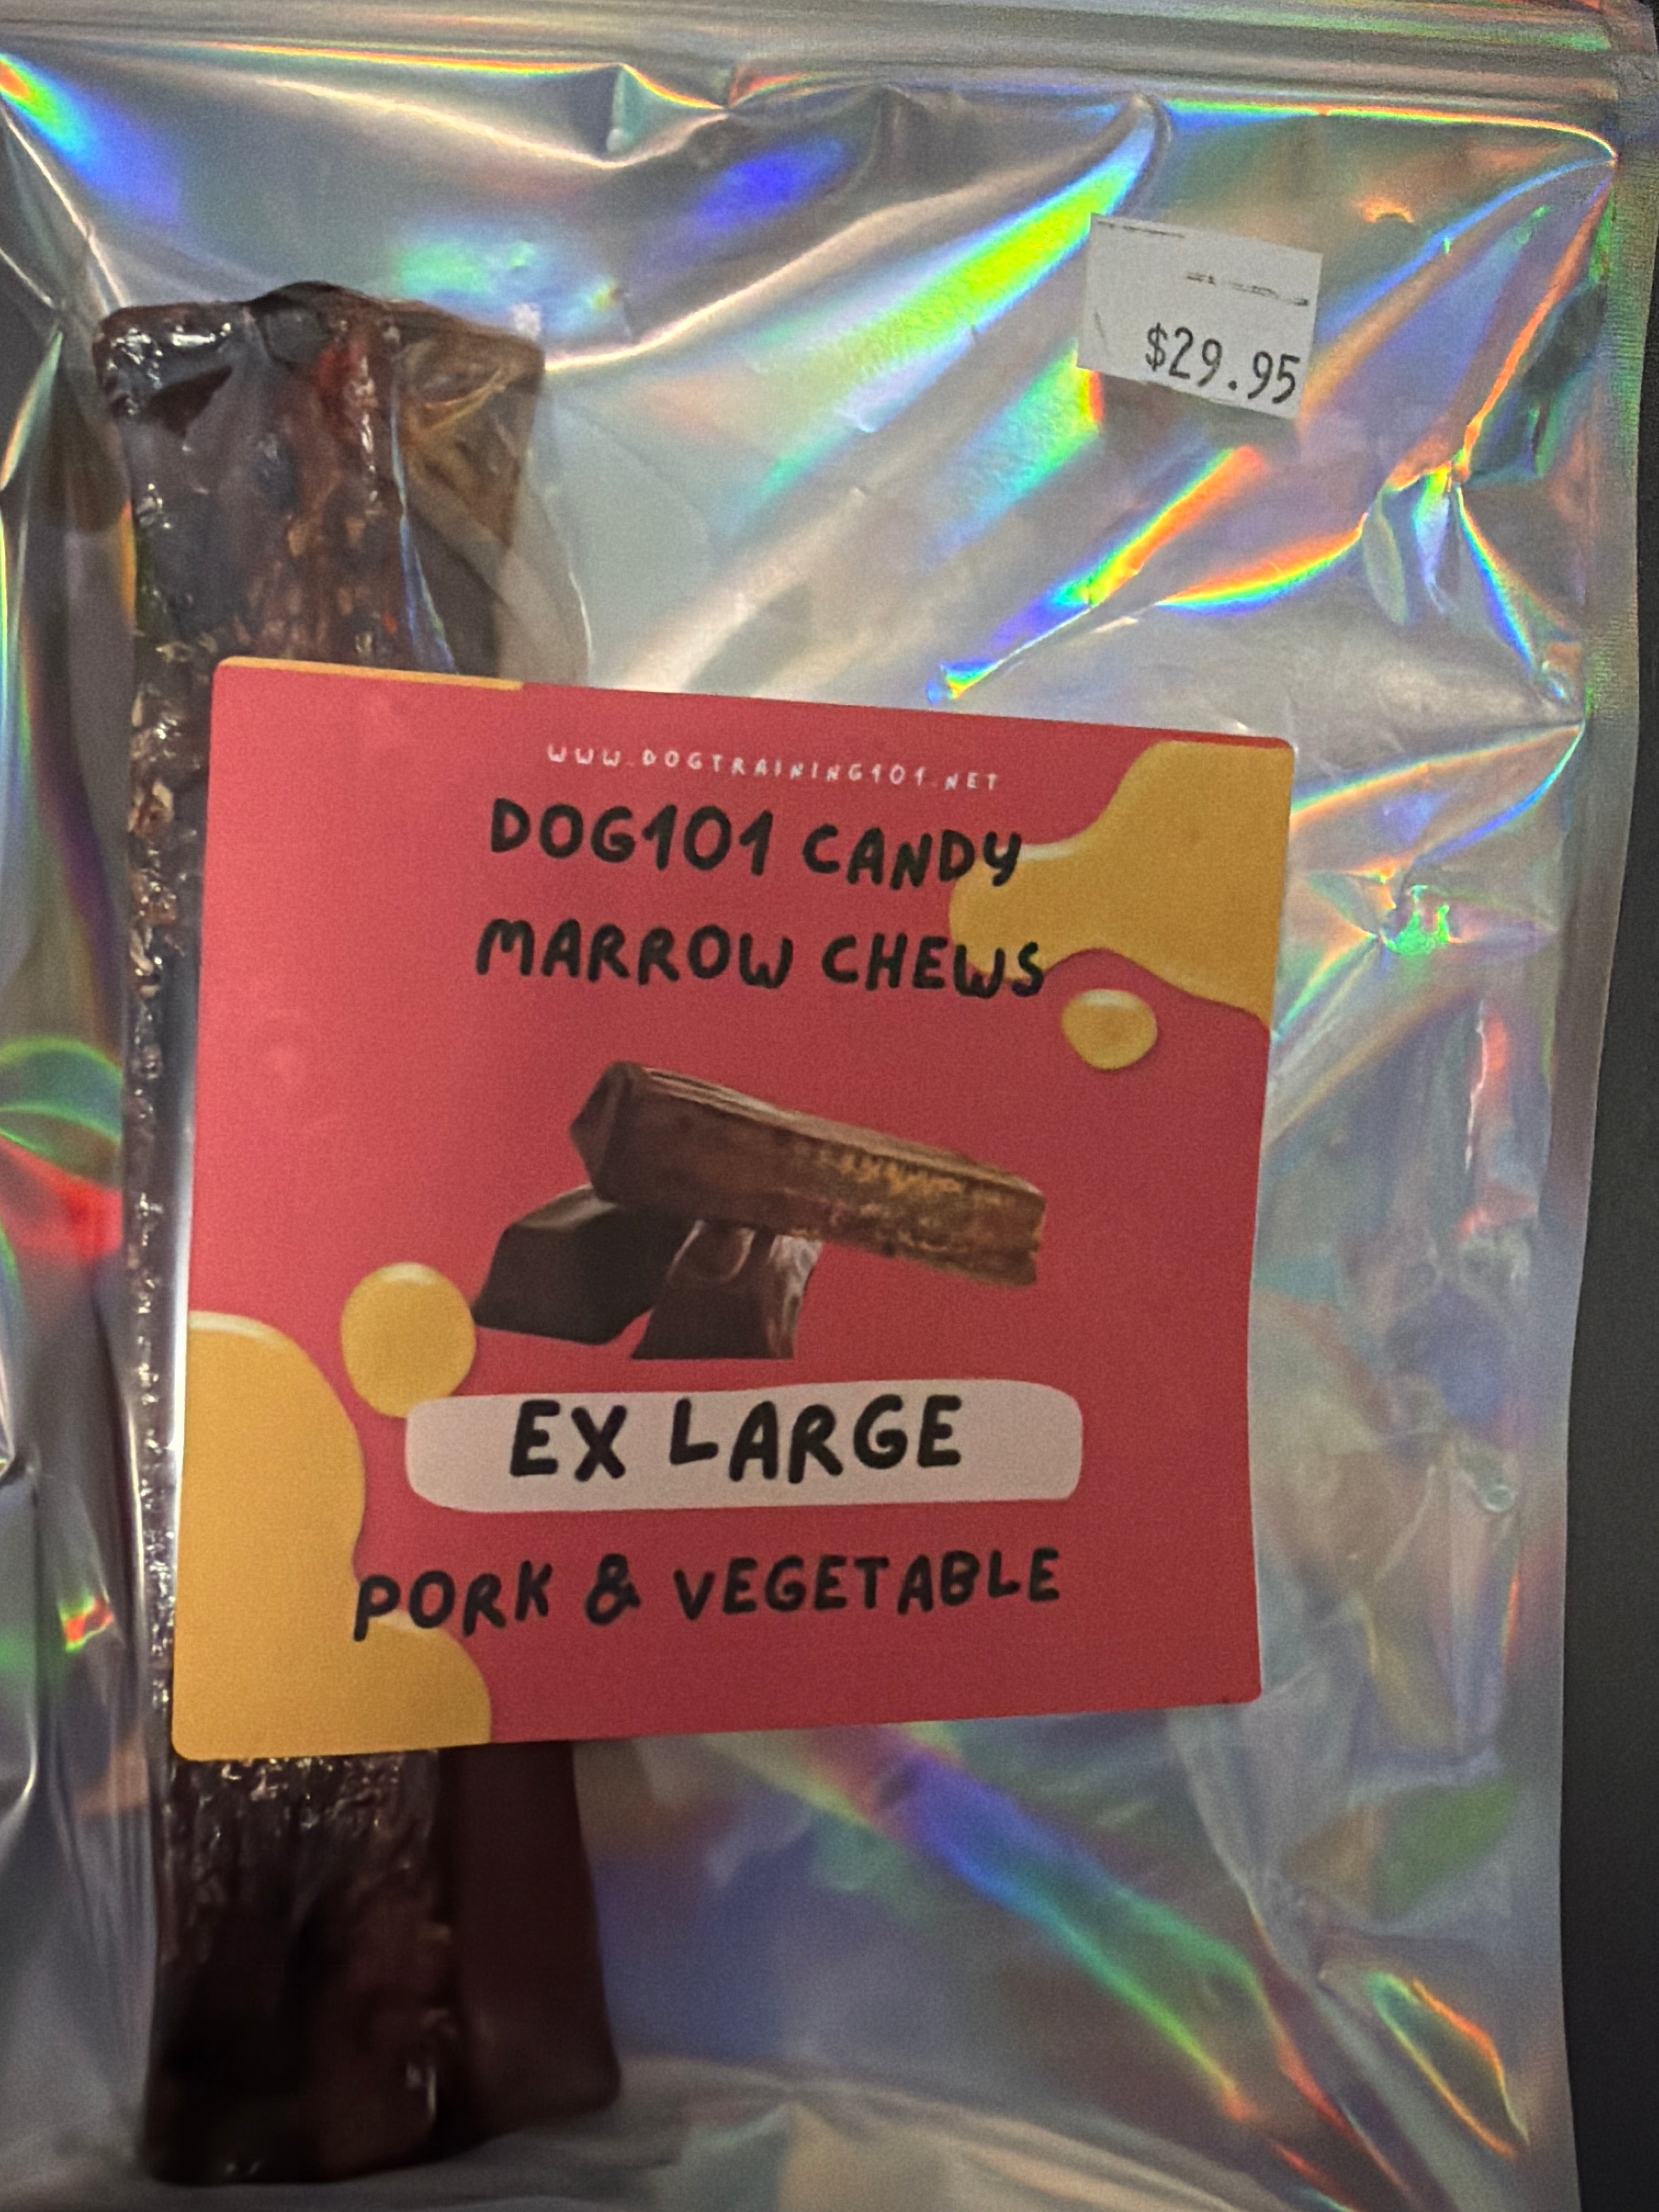 $29.95
WWW.DOGTRAINING101.NET
DOG101 CANDY
MARROW CHEWS
EX LARGE
PORK & VEGETABLE